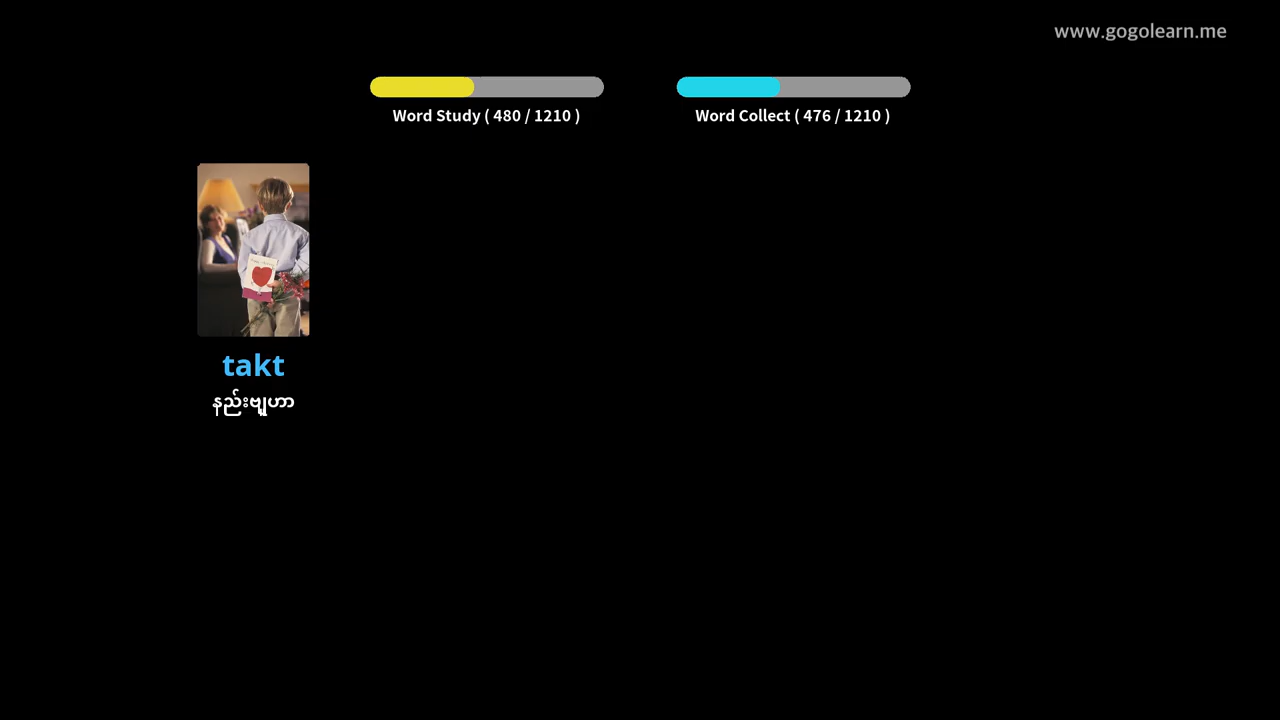 www.gogolearn.me
Word Study ( 480 / 1210 )
Word Collect ( 476 / 1210 )
takt
နည်းဗျူဟာ